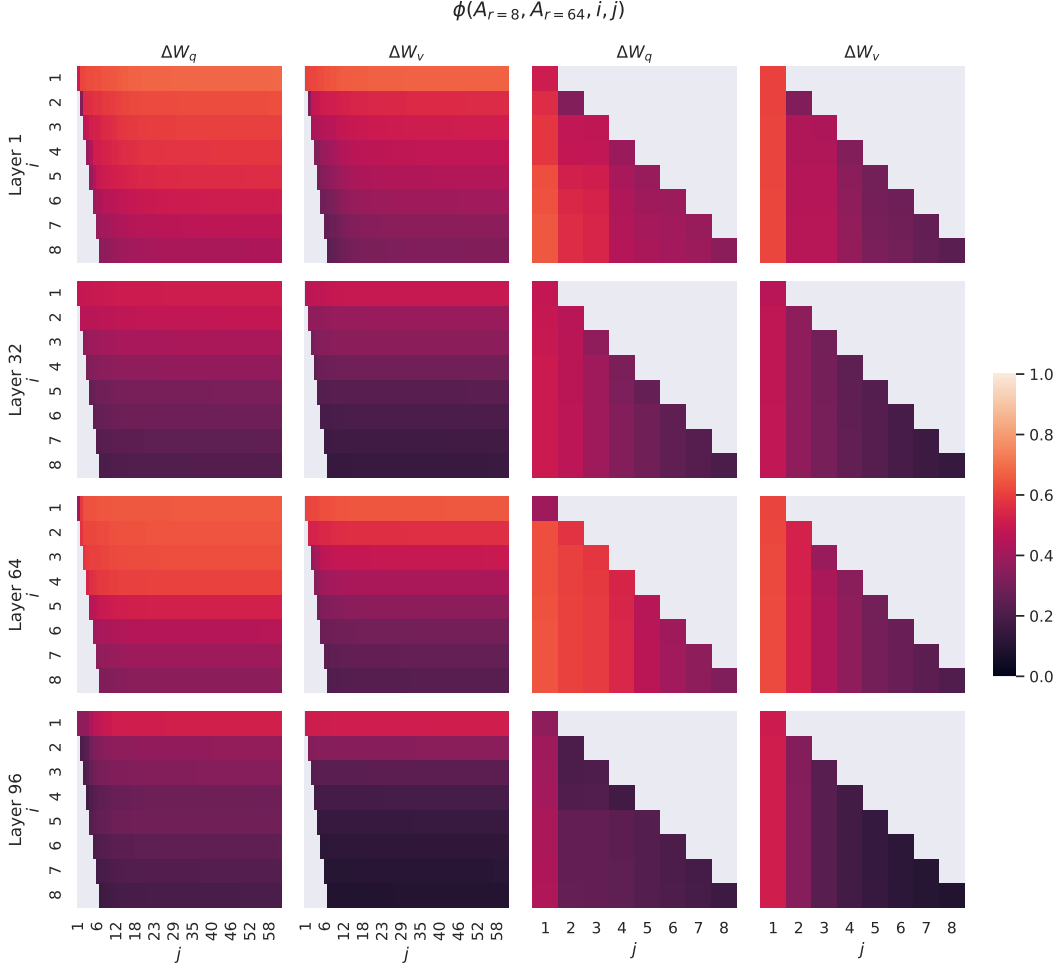 ϕ(A_{r=8}, A_{r=64}, i, j)
ΔW_q
ΔW_v
ΔW_q
ΔW_v
Layer 1
i
1
2
3
4
5
6
7
8
Layer 32
i
1
2
3
4
5
6
7
8
Layer 64
i
1
2
3
4
5
6
7
8
Layer 96
i
1
2
3
4
5
6
7
8
1 6 12 18 23 29 35 40 46 52 58
j
1 6 12 18 23 29 35 40 46 52 58
j
1 2 3 4 5 6 7 8
j
1 2 3 4 5 6 7 8
j
1.0
0.8
0.6
0.4
0.2
0.0